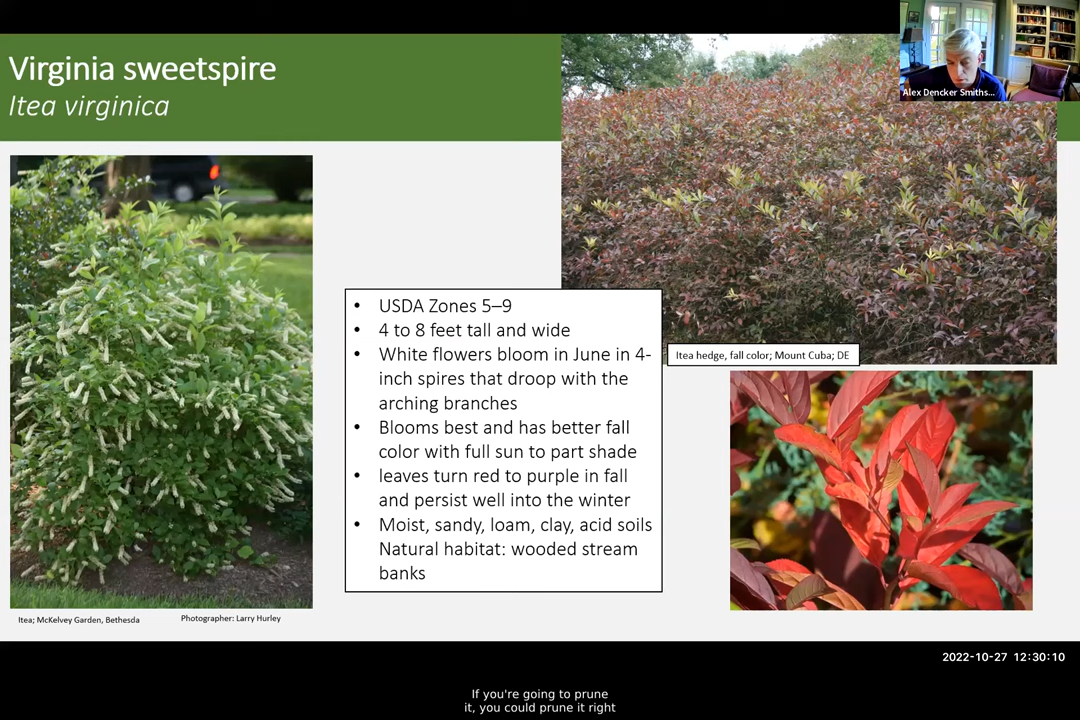 Virginia sweetspire
Itea virginica
Alex Dencker Smiths...
• USDA Zones 5–9
• 4 to 8 feet tall and wide
• White flowers bloom in June in 4-
inch spires that droop with the
arching branches
• Blooms best and has better fall
color with full sun to part shade
• leaves turn red to purple in fall
and persist well into the winter
• Moist, sandy, loam, clay, acid soils
Natural habitat: wooded stream
banks
Itea hedge, fall color; Mount Cuba; DE
Itea; McKelvey Garden, Bethesda
Photographer: Larry Hurley
2022-10-27 12:30:10
If you're going to prune
it, you could prune it right